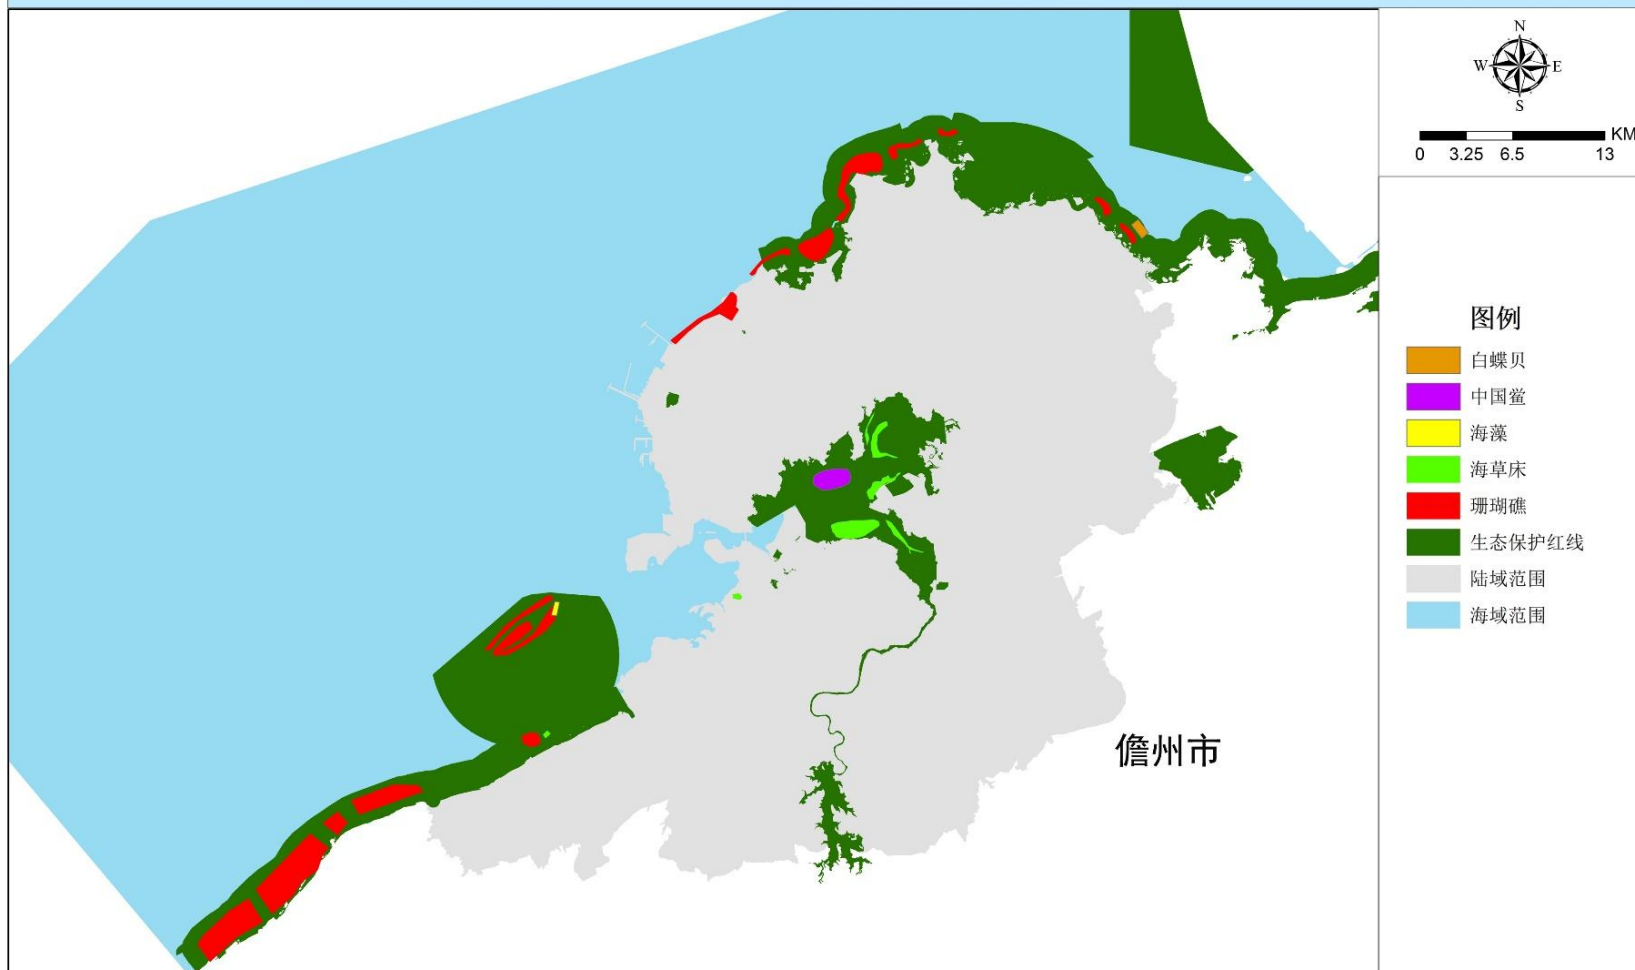 N
W E
S
KM
0 3.25 6.5 13
图例
白蝶贝
中国鲎
海藻
海草床
珊瑚礁
生态保护红线
陆域范围
海域范围
儋州市